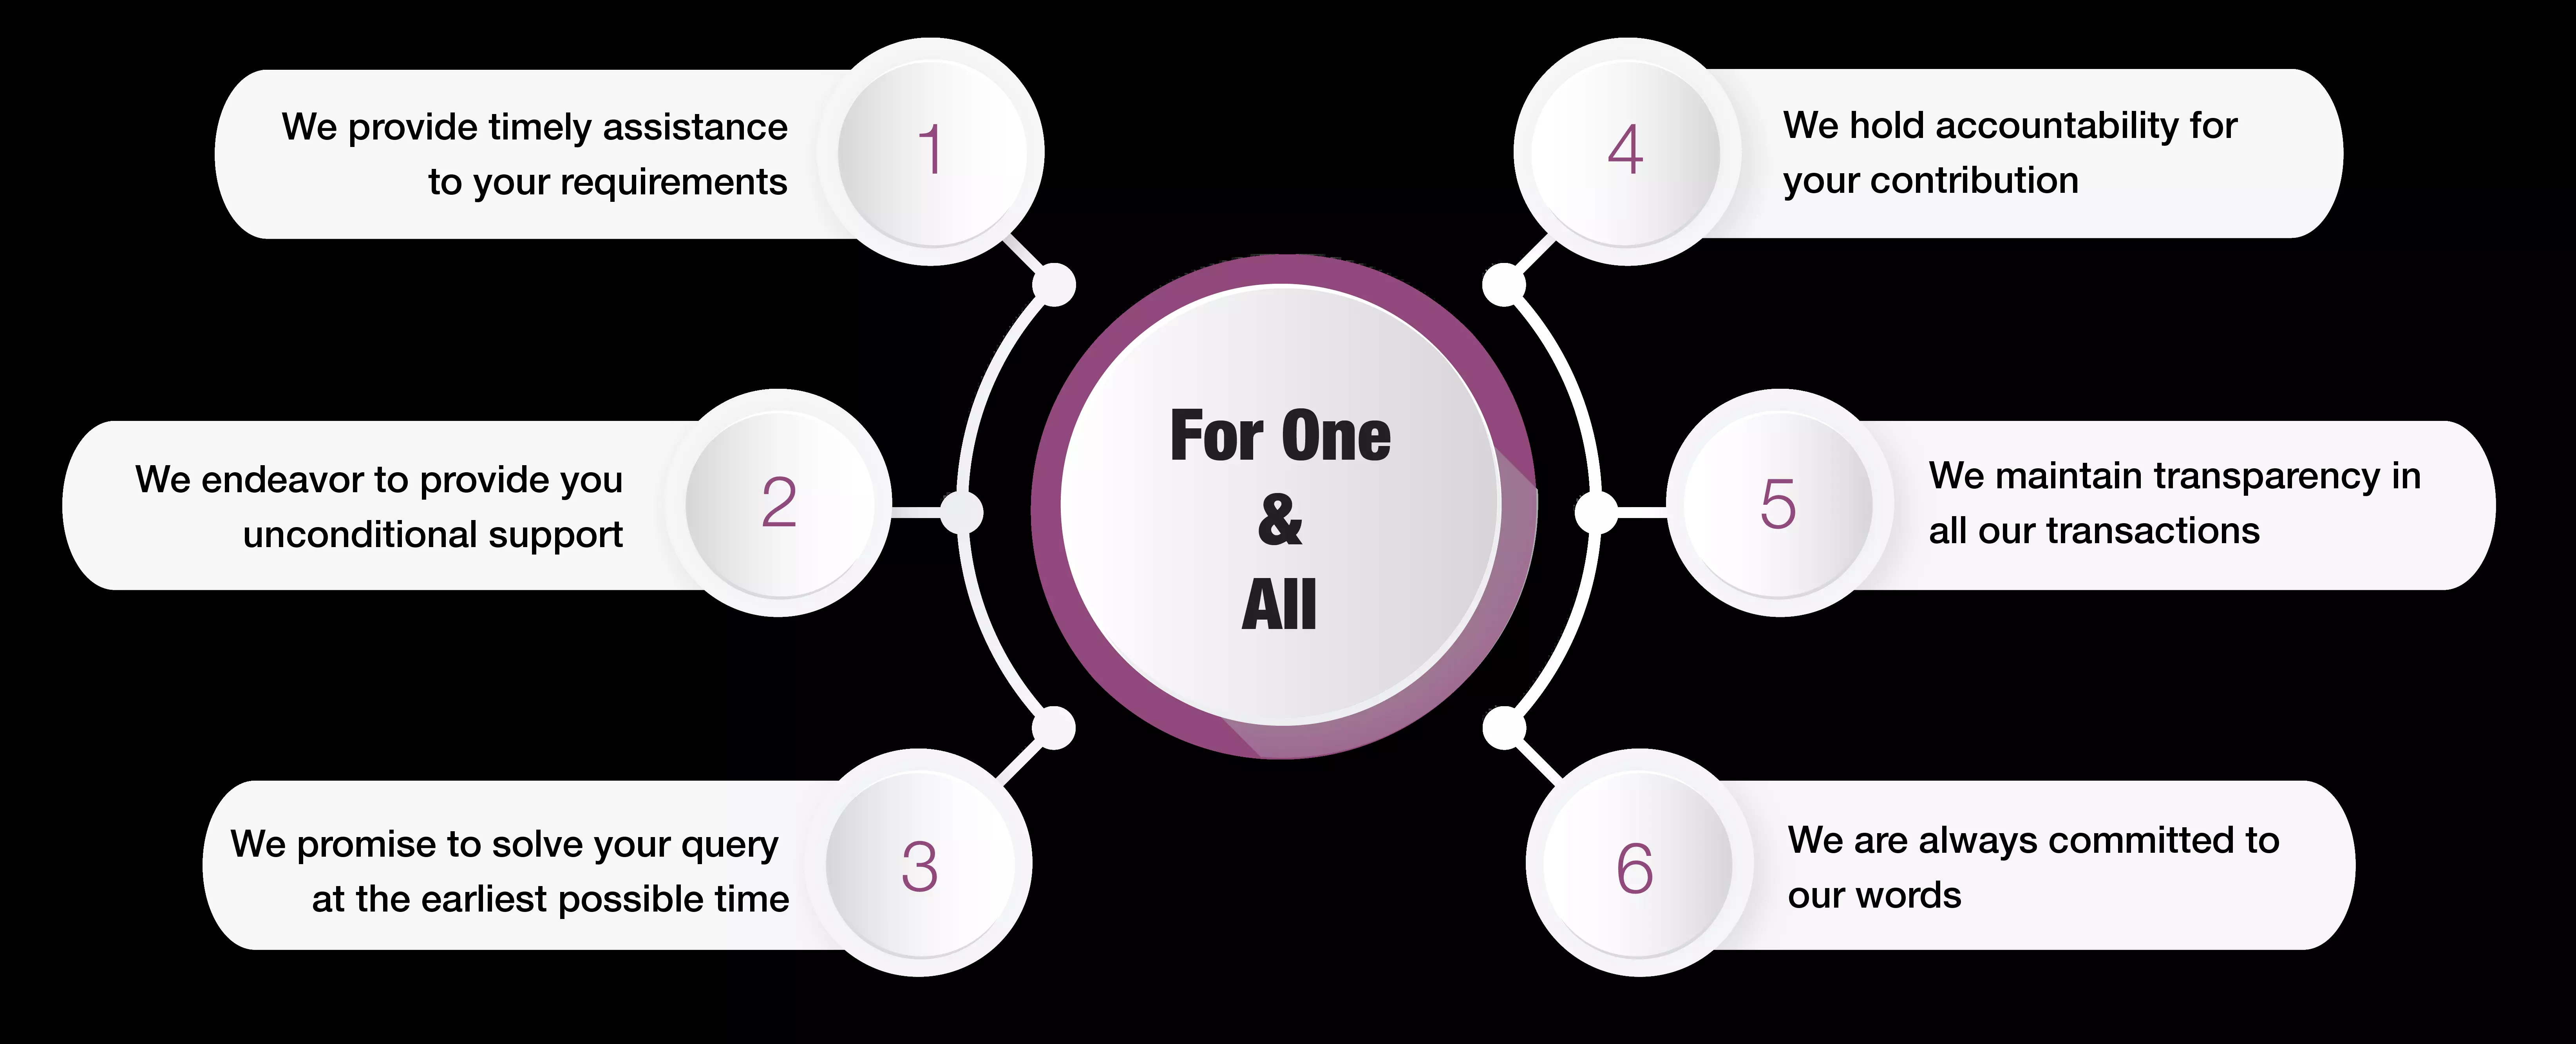 1
We provide timely assistance
to your requirements
2
We endeavor to provide you
unconditional support
3
We promise to solve your query
at the earliest possible time
For One
&
All
4
We hold accountability for
your contribution
5
We maintain transparency in
all our transactions
6
We are always committed to
our words